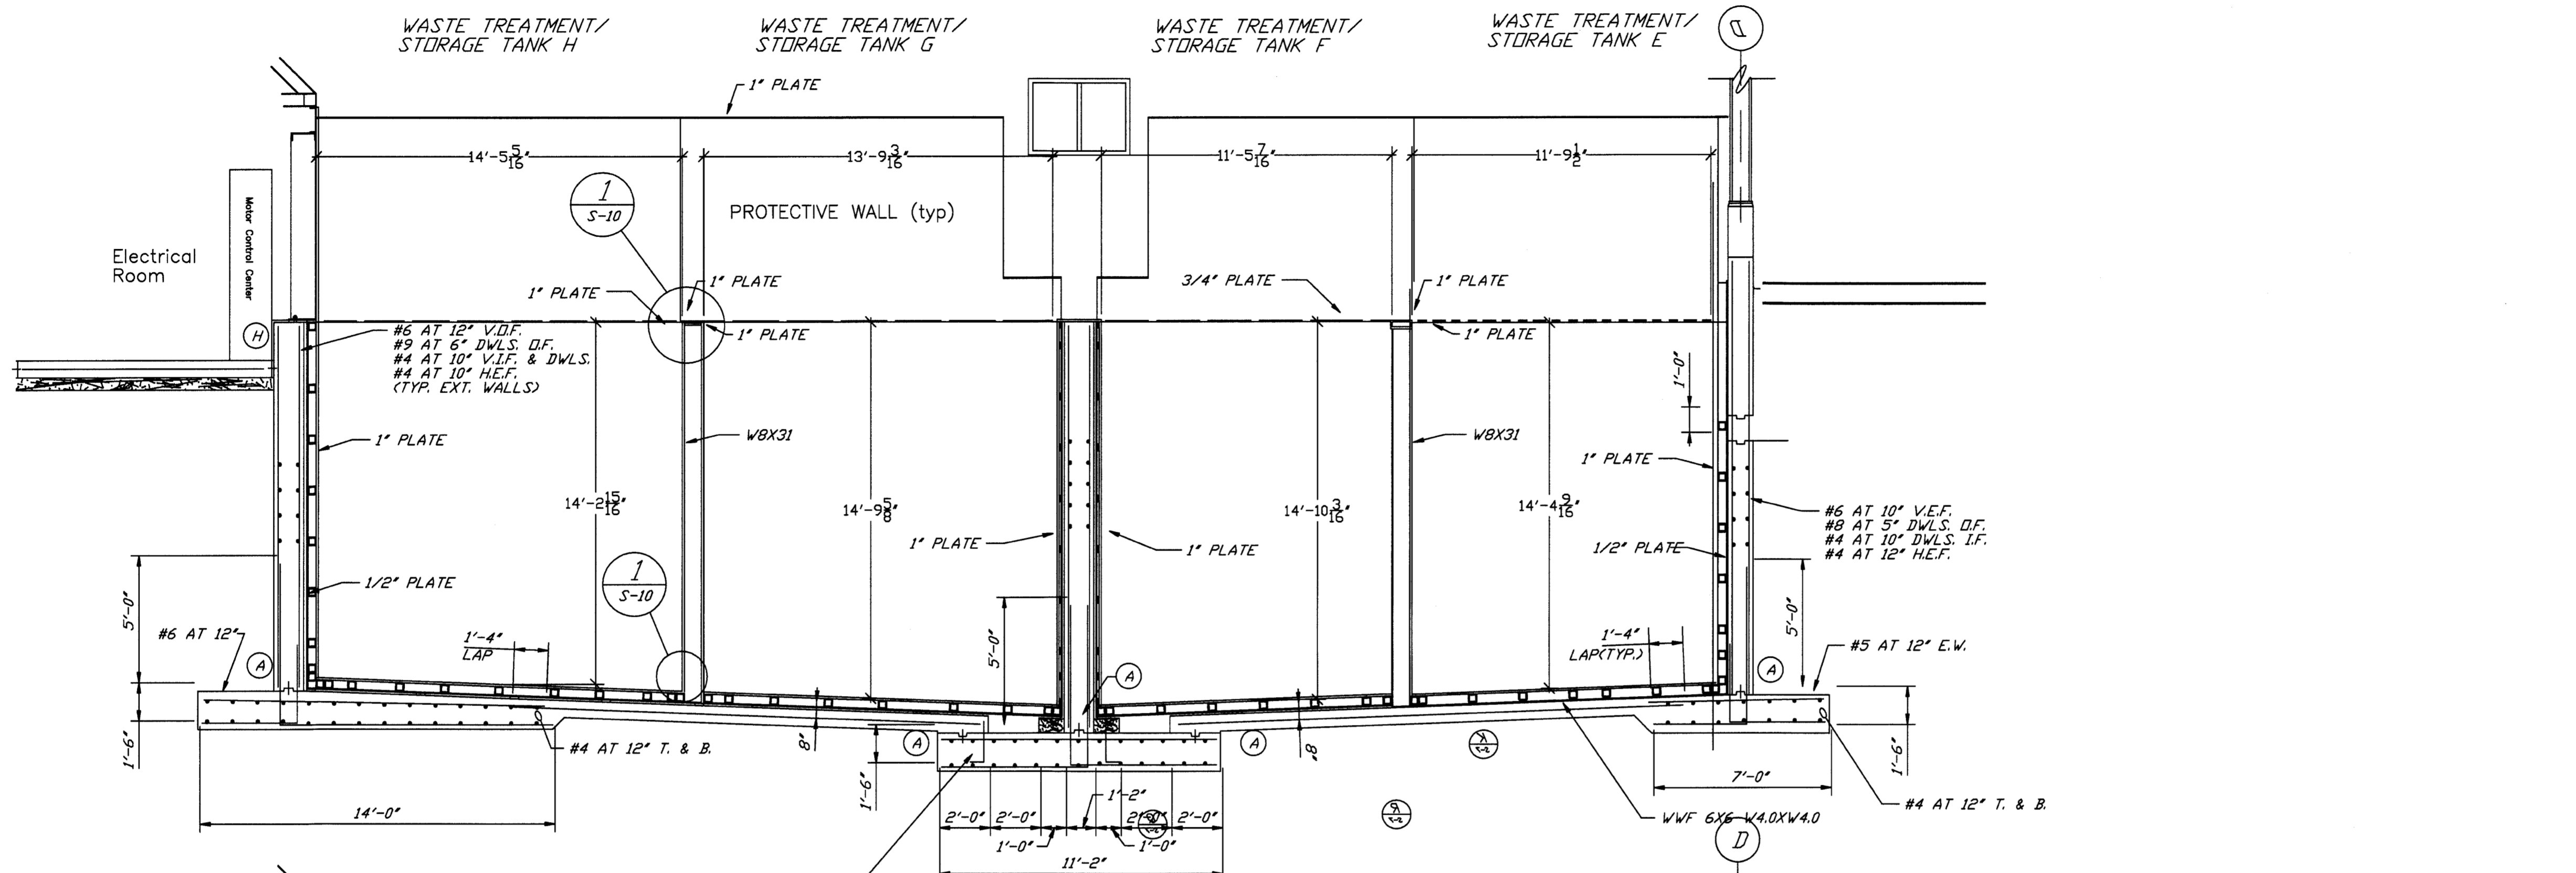 WASTE TREATMENT/
STORAGE TANK H
WASTE TREATMENT/
STORAGE TANK G
WASTE TREATMENT/
STORAGE TANK F
WASTE TREATMENT/
STORAGE TANK E
D
1" PLATE
14'-5 5/16"
13'-9 3/16"
11'-5 7/16"
11'-9 1/2"
1
S-10
PROTECTIVE WALL (typ)
Motor Control Center
Electrical
Room
1" PLATE
1" PLATE
1" PLATE
3/4" PLATE
1" PLATE
1" PLATE
H
#6 AT 12" V.O.F.
#9 AT 6" DWLS. O.F.
#4 AT 10" V.I.F. & DWLS.
#4 AT 10" H.E.F.
(TYP. EXT. WALLS)
1'-0"
1" PLATE
W8X31
W8X31
1" PLATE
14'-2 15/16"
14'-9 5/8"
14'-10 3/16"
14'-4 9/16"
#6 AT 10" V.E.F.
#8 AT 5" DWLS. O.F.
#4 AT 10" DWLS. I.F.
#4 AT 12" H.E.F.
1" PLATE
1" PLATE
1/2" PLATE
1/2" PLATE
1
S-10
5'-0"
5'-0"
5'-0"
#6 AT 12"
1'-4"
LAP
1'-4"
LAP(TYP.)
#5 AT 12" E.W.
A
A
A
8"
8"
A
A
#4 AT 12" T. & B.
1'-6"
1'-6"
1'-6"
7'-0"
14'-0"
1'-2"
2'-0"
2'-0"
2'-0"
2'-0"
1'-0"
1'-0"
11'-2"
#4 AT 12" T. & B.
WWF 6X6-W4.0XW4.0
D